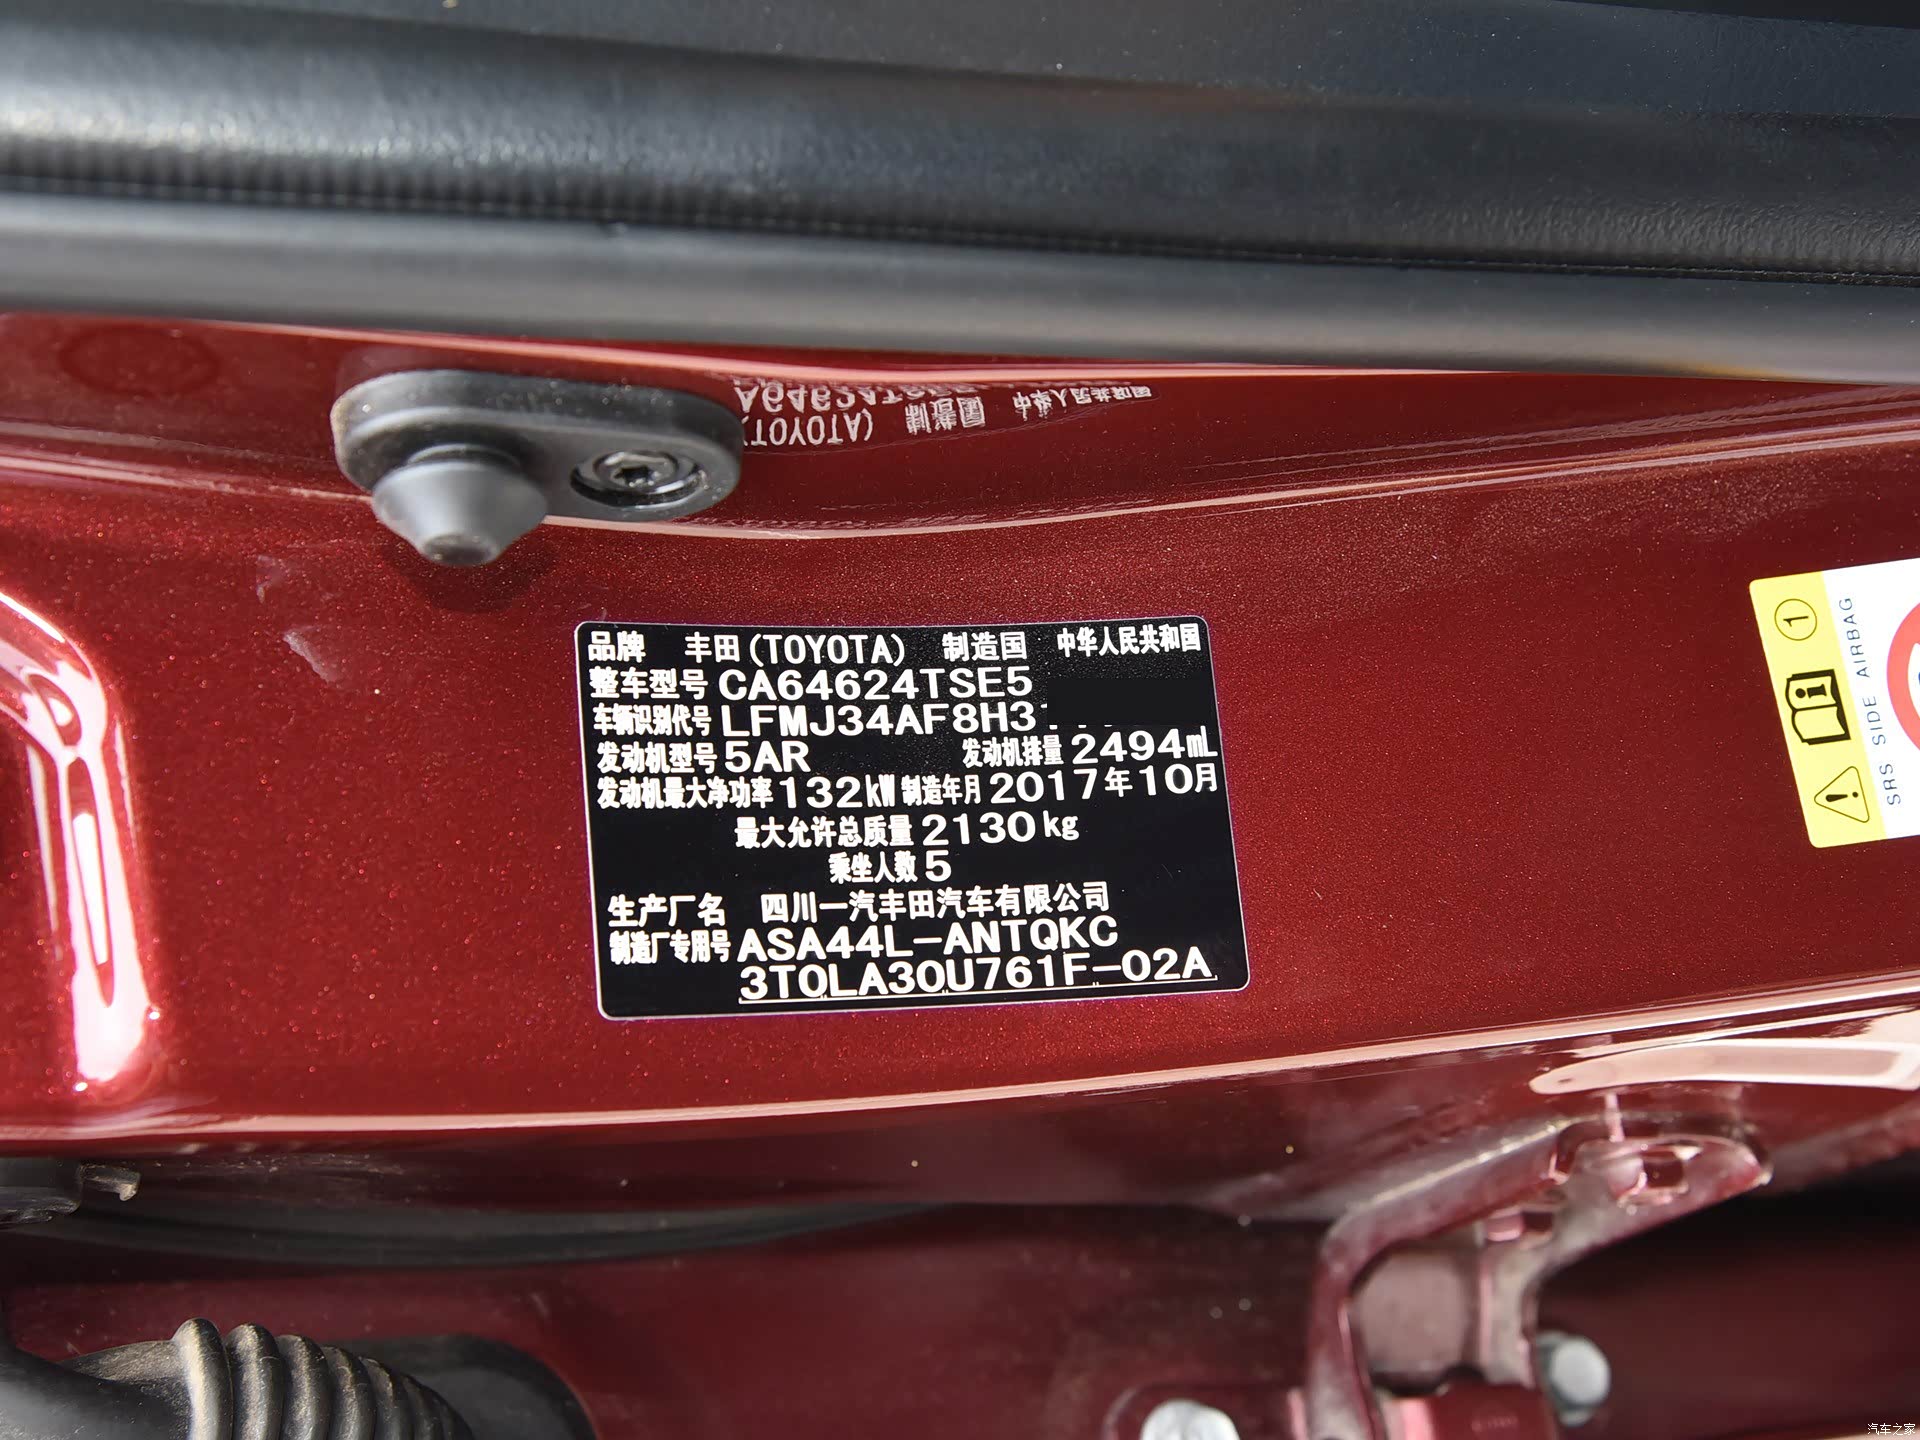 品牌 丰田(TOYOTA) 制造国 中华人民共和国
整车型号 CA64624TSE5
车辆识别代号 LFMJ34AF8H3
发动机型号 5AR 发动机排量 2494mL
发动机最大净功率 132kW 制造年月 2017年10月
最大允许总质量 2130kg
乘坐人数 5
生产厂名 四川一汽丰田汽车有限公司
制造厂专用号 ASA44L-ANTQKC
3T0LA30U761F-02A
1
SRS SIDE AIRBAG
汽车之家